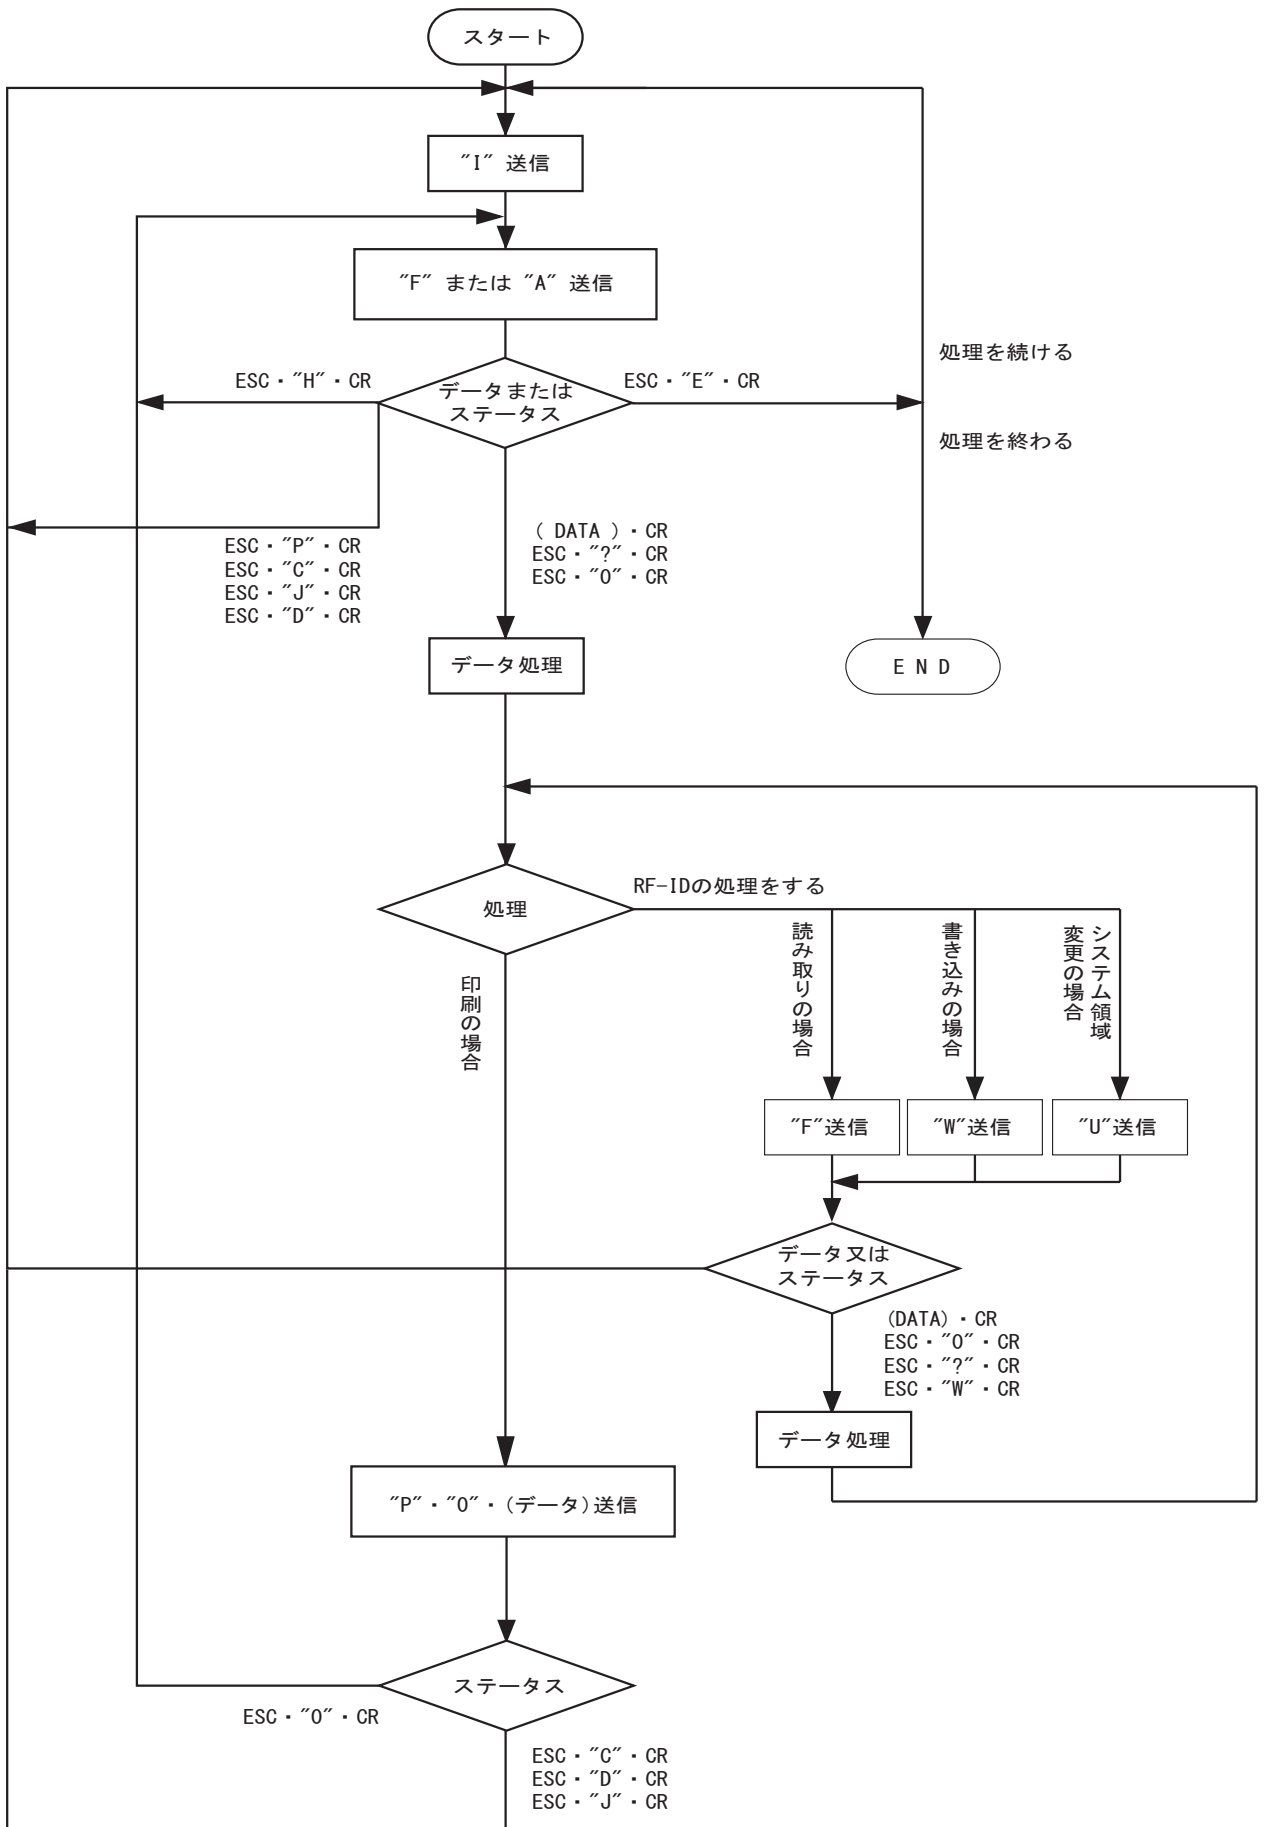 スタート
"I" 送信
"F" または "A" 送信
処理を続ける
ESC・"H"・CR
データまたは
ステータス
ESC・"E"・CR
処理を終わる
ESC・"P"・CR
ESC・"C"・CR
ESC・"J"・CR
ESC・"D"・CR
( DATA )・CR
ESC・"?"・CR
ESC・"O"・CR
データ処理
E N D
処理
RF-IDの処理をする
印刷の場合
読み取りの場合
書き込みの場合
システム領域
変更の場合
"F"送信
"W"送信
"U"送信
データ又は
ステータス
(DATA)・CR
ESC・"O"・CR
ESC・"?"・CR
ESC・"W"・CR
データ処理
"P"・"O"・(データ)送信
ステータス
ESC・"O"・CR
ESC・"C"・CR
ESC・"D"・CR
ESC・"J"・CR